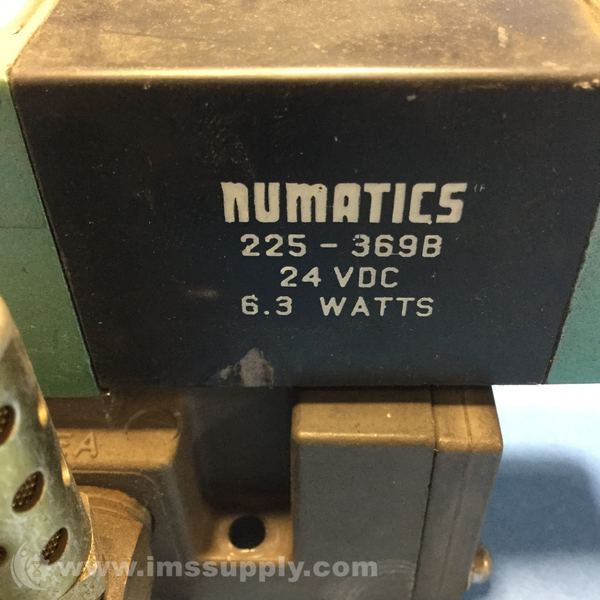 NUMATICS
225-369B
24 VDC
6.3 WATTS
www.imssupply.com